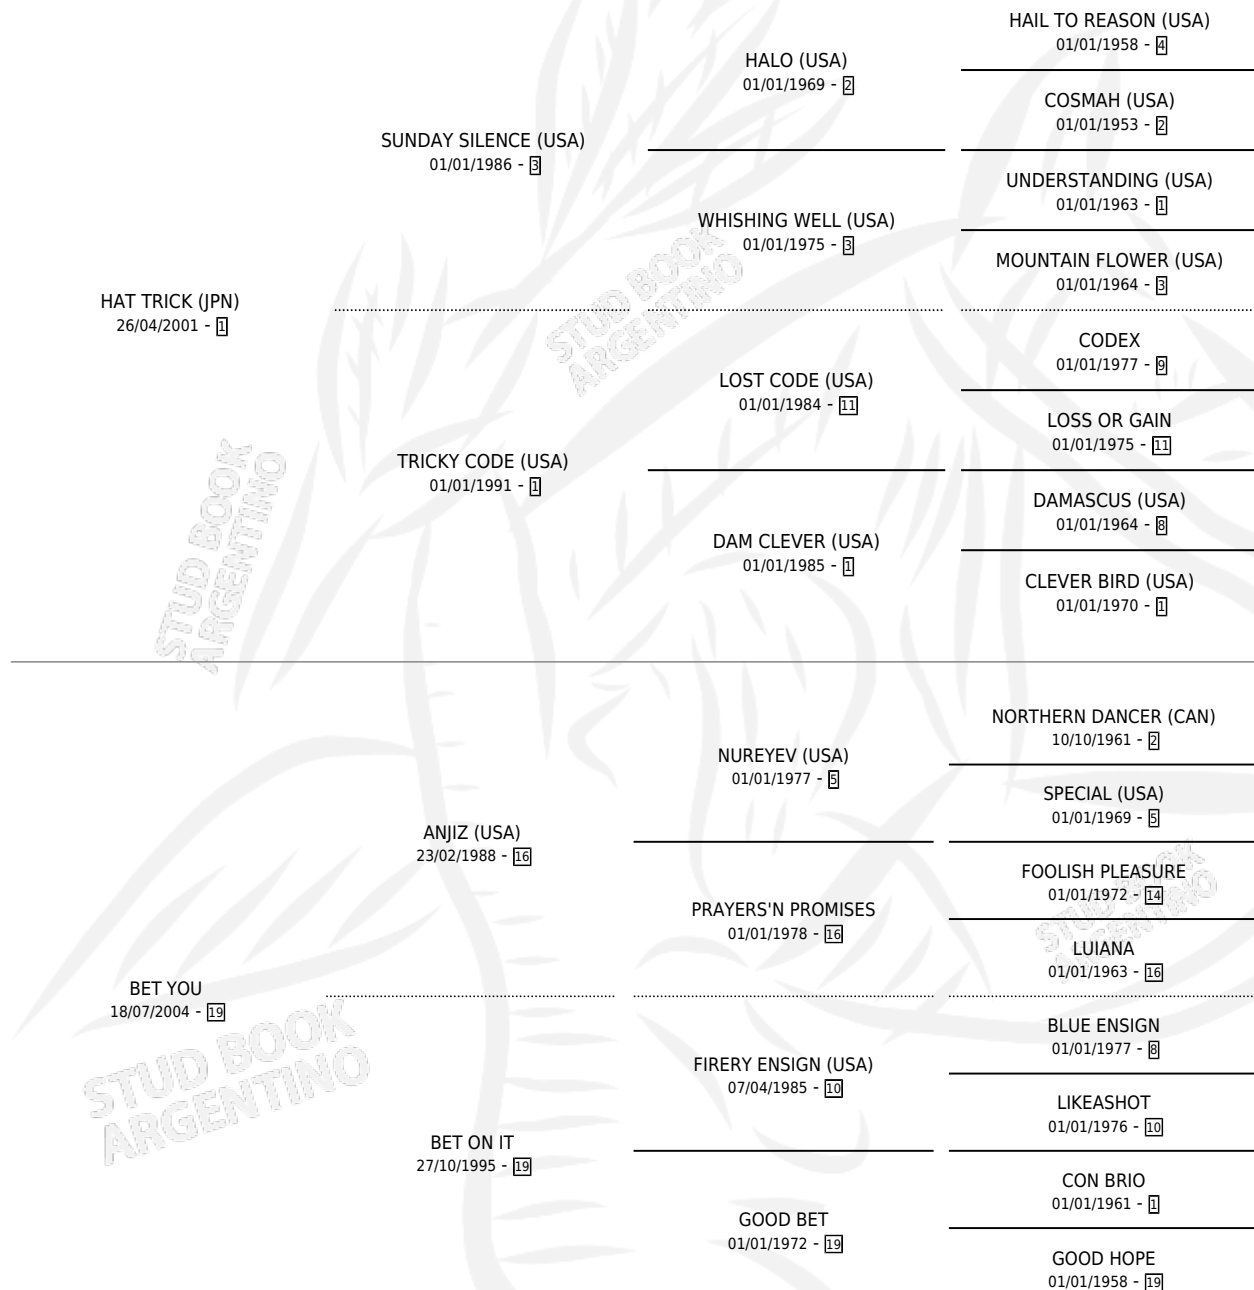 HAIL TO REASON (USA)
01/01/1958 - 4
HALO (USA)
01/01/1969 - 2
COSMAH (USA)
01/01/1953 - 2
SUNDAY SILENCE (USA)
01/01/1986 - 3
UNDERSTANDING (USA)
01/01/1963 - 1
WHISHING WELL (USA)
01/01/1975 - 3
MOUNTAIN FLOWER (USA)
01/01/1964 - 3
HAT TRICK (JPN)
26/04/2001 - 1
STUD BOOK
ARGENTINO
CODEX
01/01/1977 - 9
LOST CODE (USA)
01/01/1984 - 11
LOSS OR GAIN
01/01/1975 - 11
TRICKY CODE (USA)
01/01/1991 - 1
DAMASCUS (USA)
01/01/1964 - 8
DAM CLEVER (USA)
01/01/1985 - 1
CLEVER BIRD (USA)
01/01/1970 - 1
STUD BOOK
ARGENTINO
NORTHERN DANCER (CAN)
10/10/1961 - 2
NUREYEV (USA)
01/01/1977 - 5
SPECIAL (USA)
01/01/1969 - 5
ANJIZ (USA)
23/02/1988 - 16
FOOLISH PLEASURE
01/01/1972 - 14
PRAYERS'N PROMISES
01/01/1978 - 16
STUD BOOK
ARGENTINO
LUIANA
01/01/1963 - 16
BET YOU
18/07/2004 - 19
BLUE ENSIGN
01/01/1977 - 8
FIRERY ENSIGN (USA)
07/04/1985 - 10
LIKEASHOT
01/01/1976 - 10
STUD BOOK
ARGENTINO
BET ON IT
27/10/1995 - 19
CON BRIO
01/01/1961 - 1
GOOD BET
01/01/1972 - 19
GOOD HOPE
01/01/1958 - 19